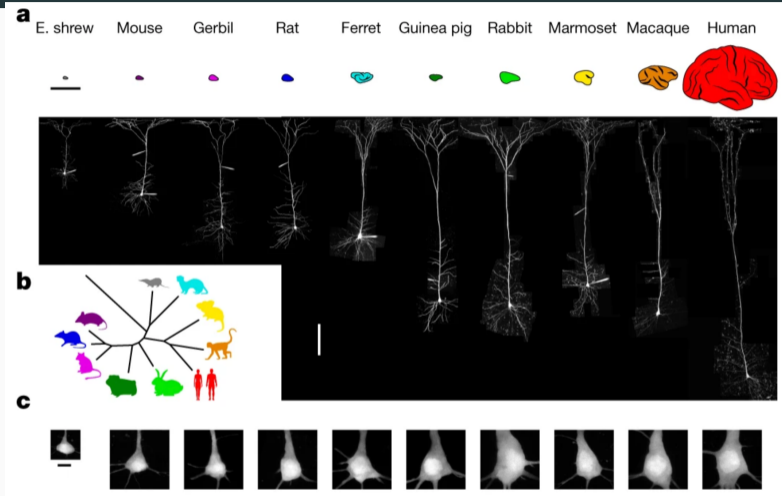 a
E. shrew Mouse Gerbil Rat Ferret Guinea pig Rabbit Marmoset Macaque Human
b
c